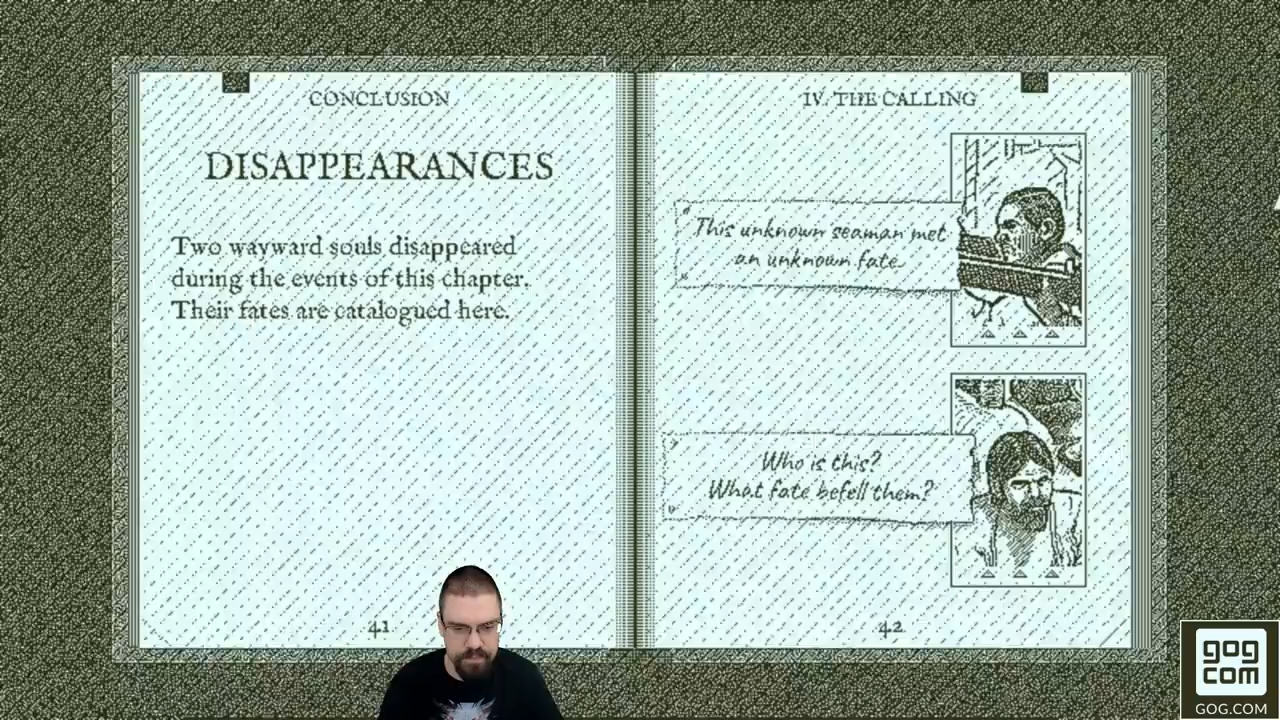 CONCLUSION
DISAPPEARANCES
Two wayward souls disappeared
during the events of this chapter.
Their fates are catalogued here.
41
IV. THE CALLING
"This unknown seaman met
an unknown fate"
"Who is this?
What fate befell them?"
42
gog
com
GOG.COM